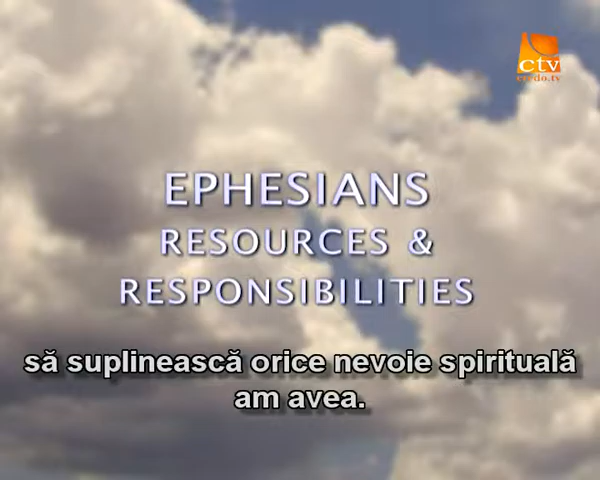 ctv
credo.tv
EPHESIANS
RESOURCES &
RESPONSIBILITIES
să suplinească orice nevoie spirituală
am avea.